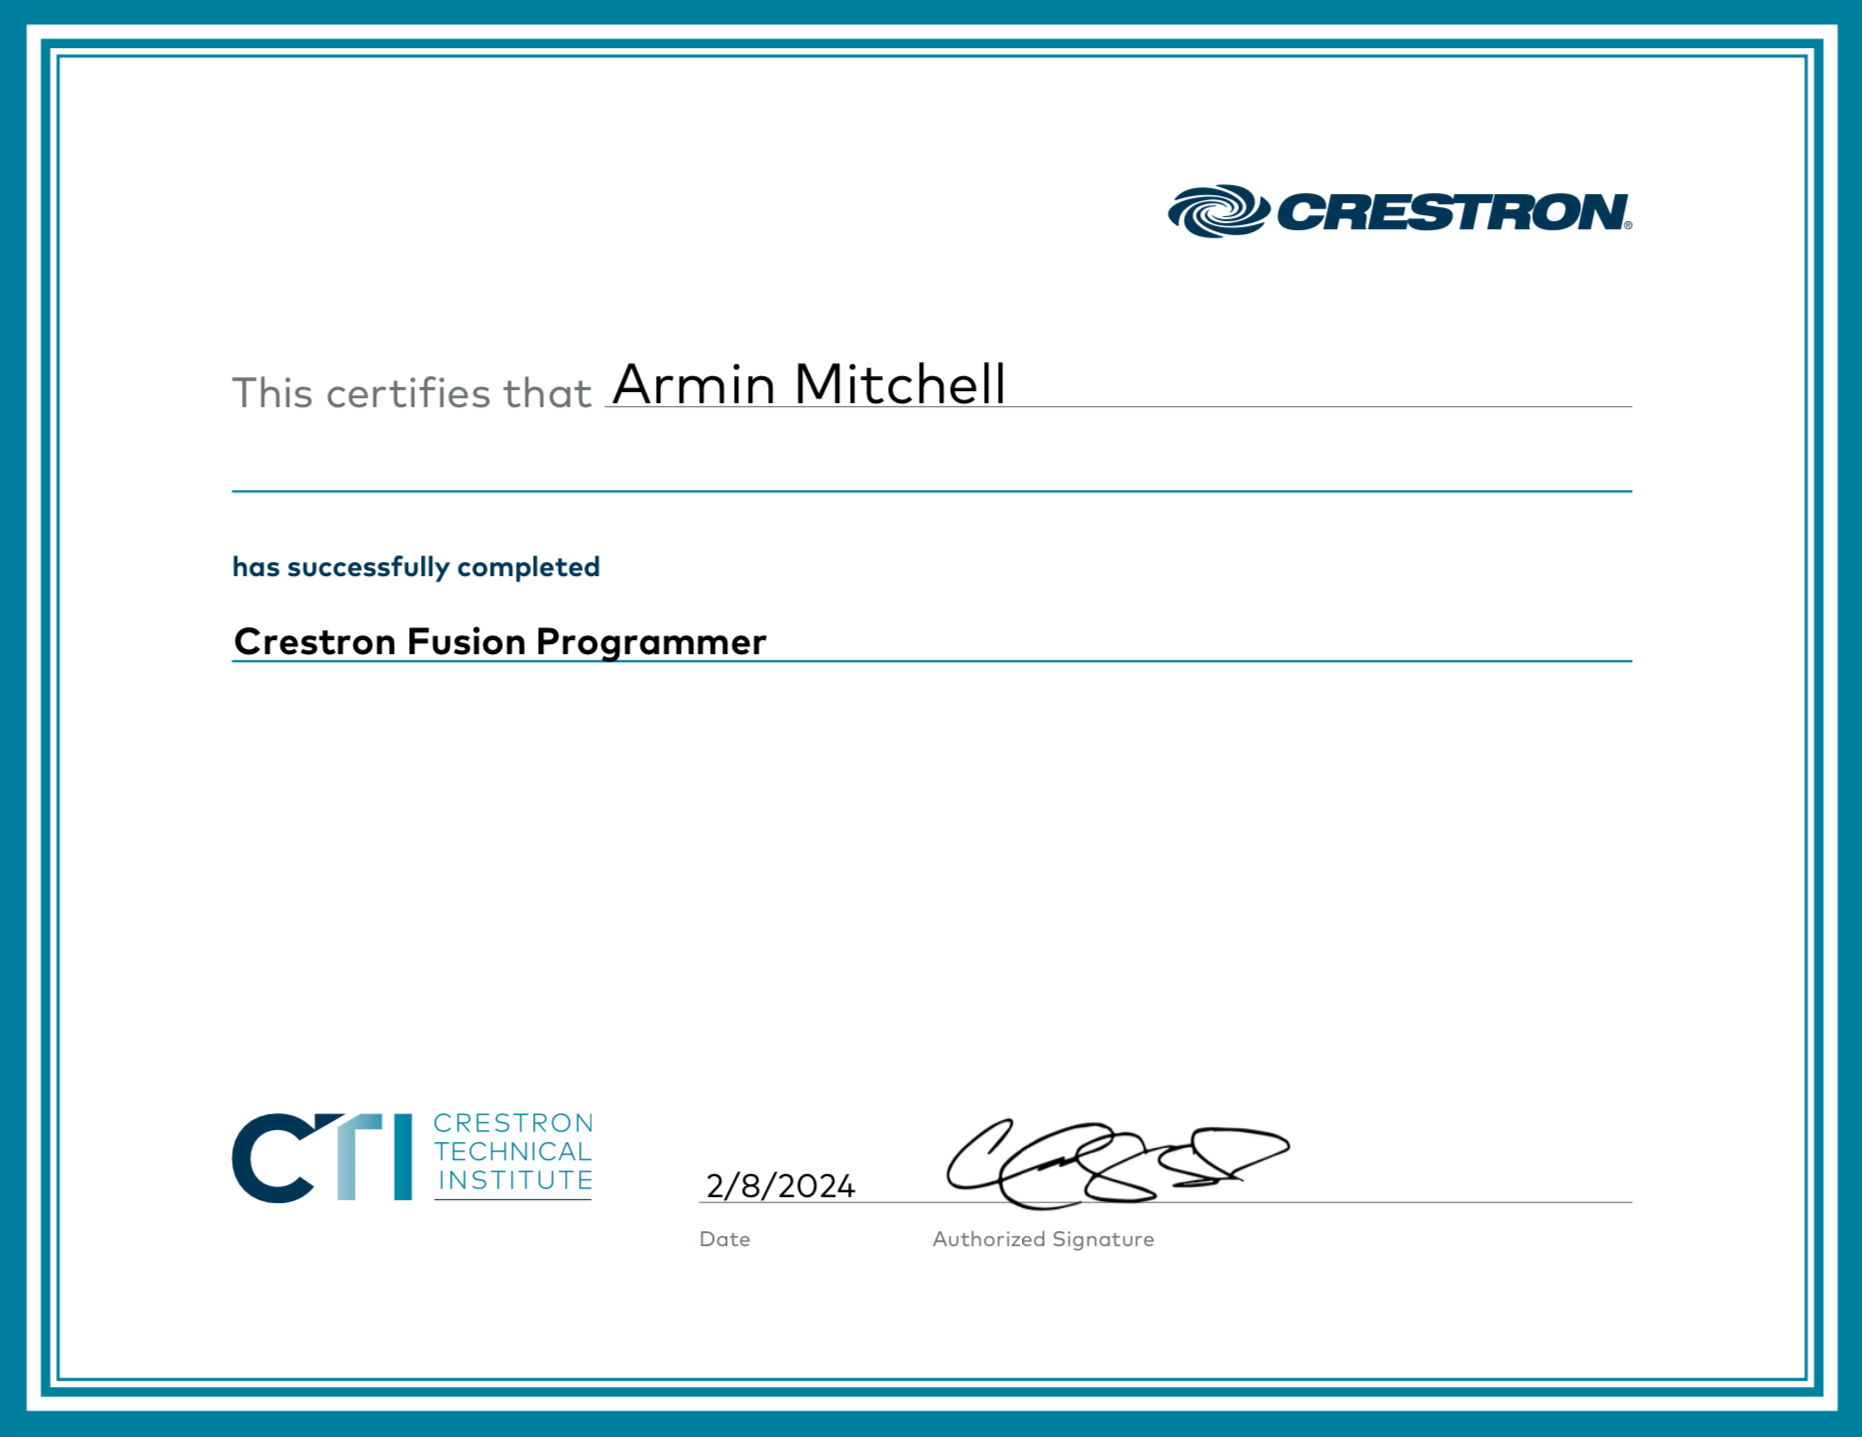 CRESTRON®
This certifies that Armin Mitchell
has successfully completed
Crestron Fusion Programmer
CTI
CRESTRON
TECHNICAL
INSTITUTE
2/8/2024
Date
Authorized Signature